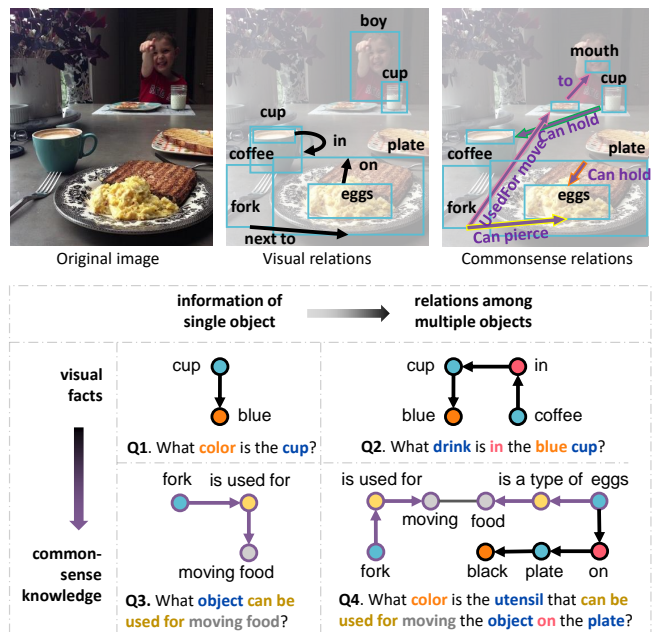 boy
cup
cup
in
coffee
on
plate
eggs
fork
next to
mouth
to
cup
Can hold
coffee
plate
UsedFor move
Can hold
eggs
fork
Can pierce
Original image
Visual relations
Commonsense relations
information of
single object
relations among
multiple objects
visual
facts
common-
sense
knowledge
cup
blue
Q1. What color is the cup?
cup
in
blue
coffee
Q2. What drink is in the blue cup?
fork
is used for
moving food
Q3. What object can be
used for moving food?
is used for
is a type of
eggs
moving
food
fork
black
plate
on
Q4. What color is the utensil that can be
used for moving the object on the plate?